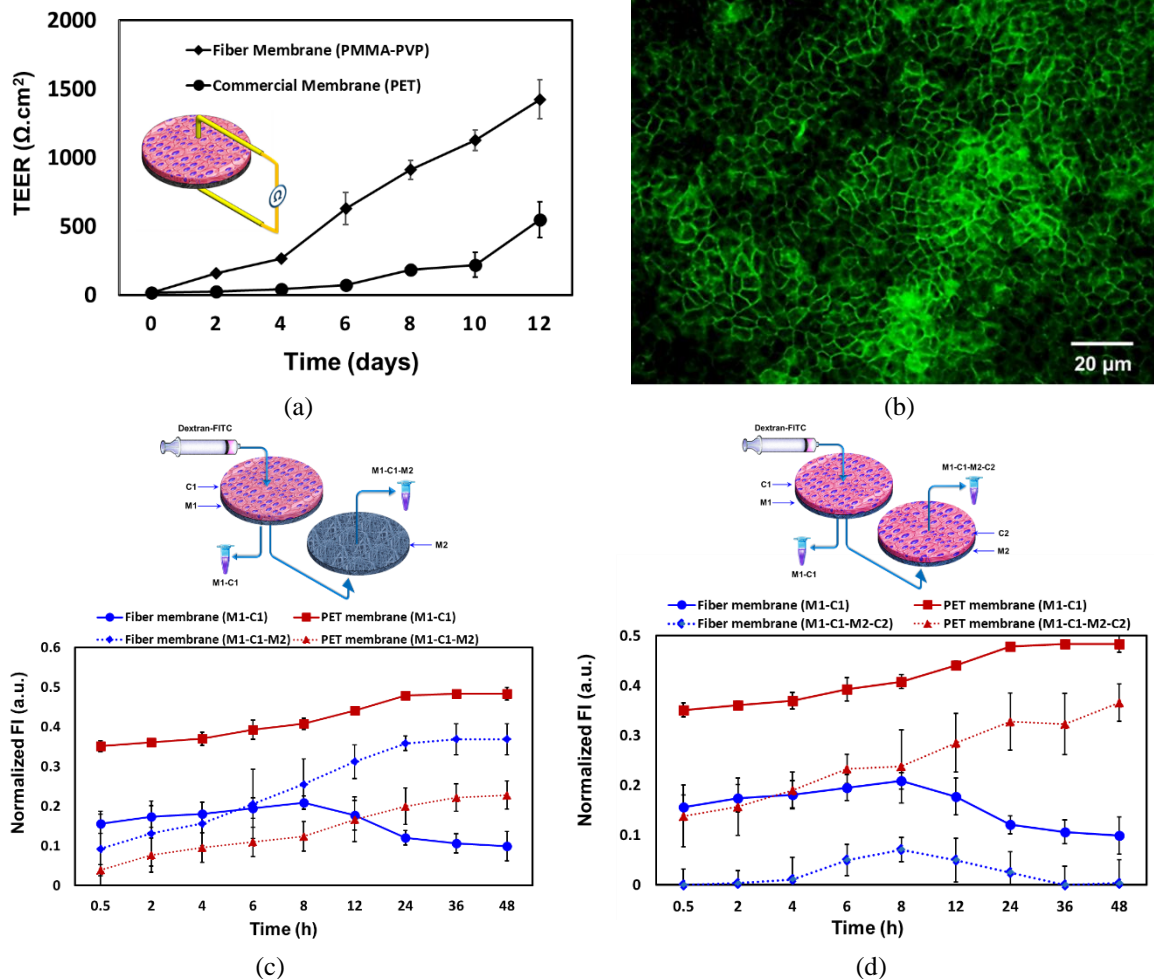 2000
1500
1000
500
0
TEER (Ω.cm²)
Fiber Membrane (PMMA-PVP)
Commercial Membrane (PET)
Ω
0 2 4 6 8 10 12
Time (days)
(a)
20 µm
(b)
Dextran-FITC
C1
M1
M1-C1-M2
M2
M1-C1
Fiber membrane (M1-C1) PET membrane (M1-C1)
Fiber membrane (M1-C1-M2) PET membrane (M1-C1-M2)
0.6
0.5
0.4
0.3
0.2
0.1
0
Normalized FI (a.u.)
0.5 2 4 6 8 12 24 36 48
Time (h)
(c)
Dextran-FITC
C1
M1
M1-C1-M2-C2
C2
M2
M1-C1
Fiber membrane (M1-C1) PET membrane (M1-C1)
Fiber membrane (M1-C1-M2-C2) PET membrane (M1-C1-M2-C2)
0.5
0.4
0.3
0.2
0.1
0
Normalized FI (a.u.)
0.5 2 4 6 8 12 24 36 48
Time (h)
(d)